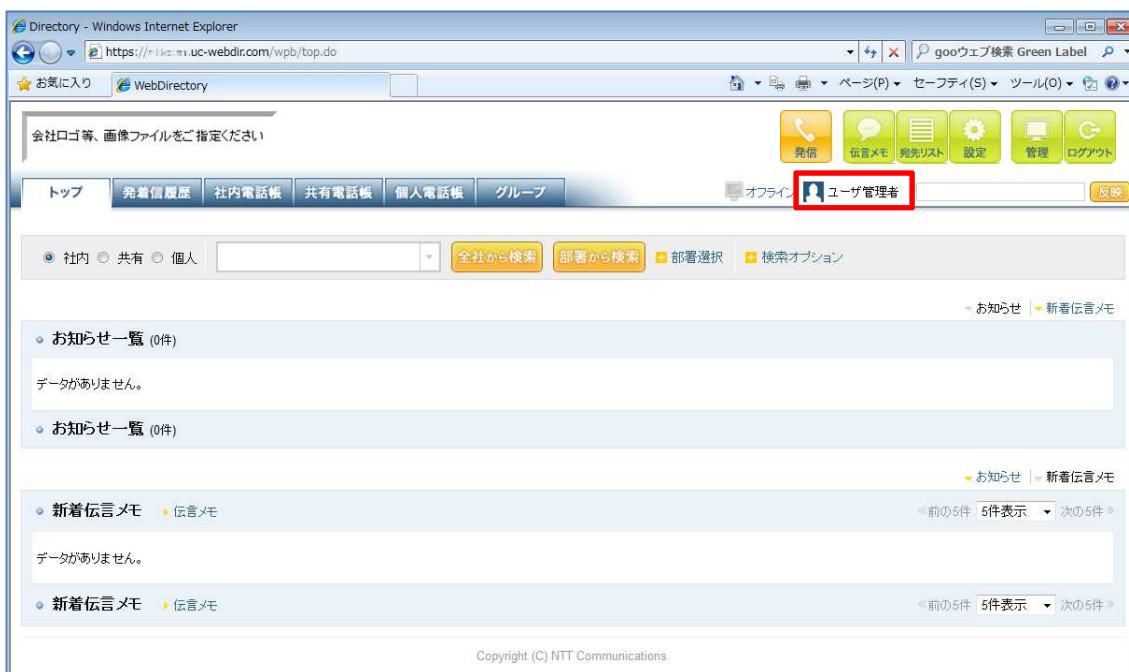 Directory - Windows Internet Explorer
https:// .uc-webdir.com/wpb/top.do
gooウェブ検索 Green Label
お気に入り WebDirectory ページ(P) セーフティ(S) ツール(O)
会社ロゴ等、画像ファイルをご指定ください
発信 伝言メモ 宛先リスト 設定 管理 ログアウト
トップ 発着信履歴 社内電話帳 共有電話帳 個人電話帳 グループ オフライン ユーザ管理者 反映
社内 共有 個人 全社から検索 部署から検索 部署選択 検索オプション
お知らせ 新着伝言メモ
お知らせ一覧 (0件)
データがありません。
お知らせ一覧 (0件)
お知らせ 新着伝言メモ
新着伝言メモ 伝言メモ «前の5件 5件表示 次の5件»
データがありません。
新着伝言メモ 伝言メモ «前の5件 5件表示 次の5件»
Copyright (C) NTT Communications.